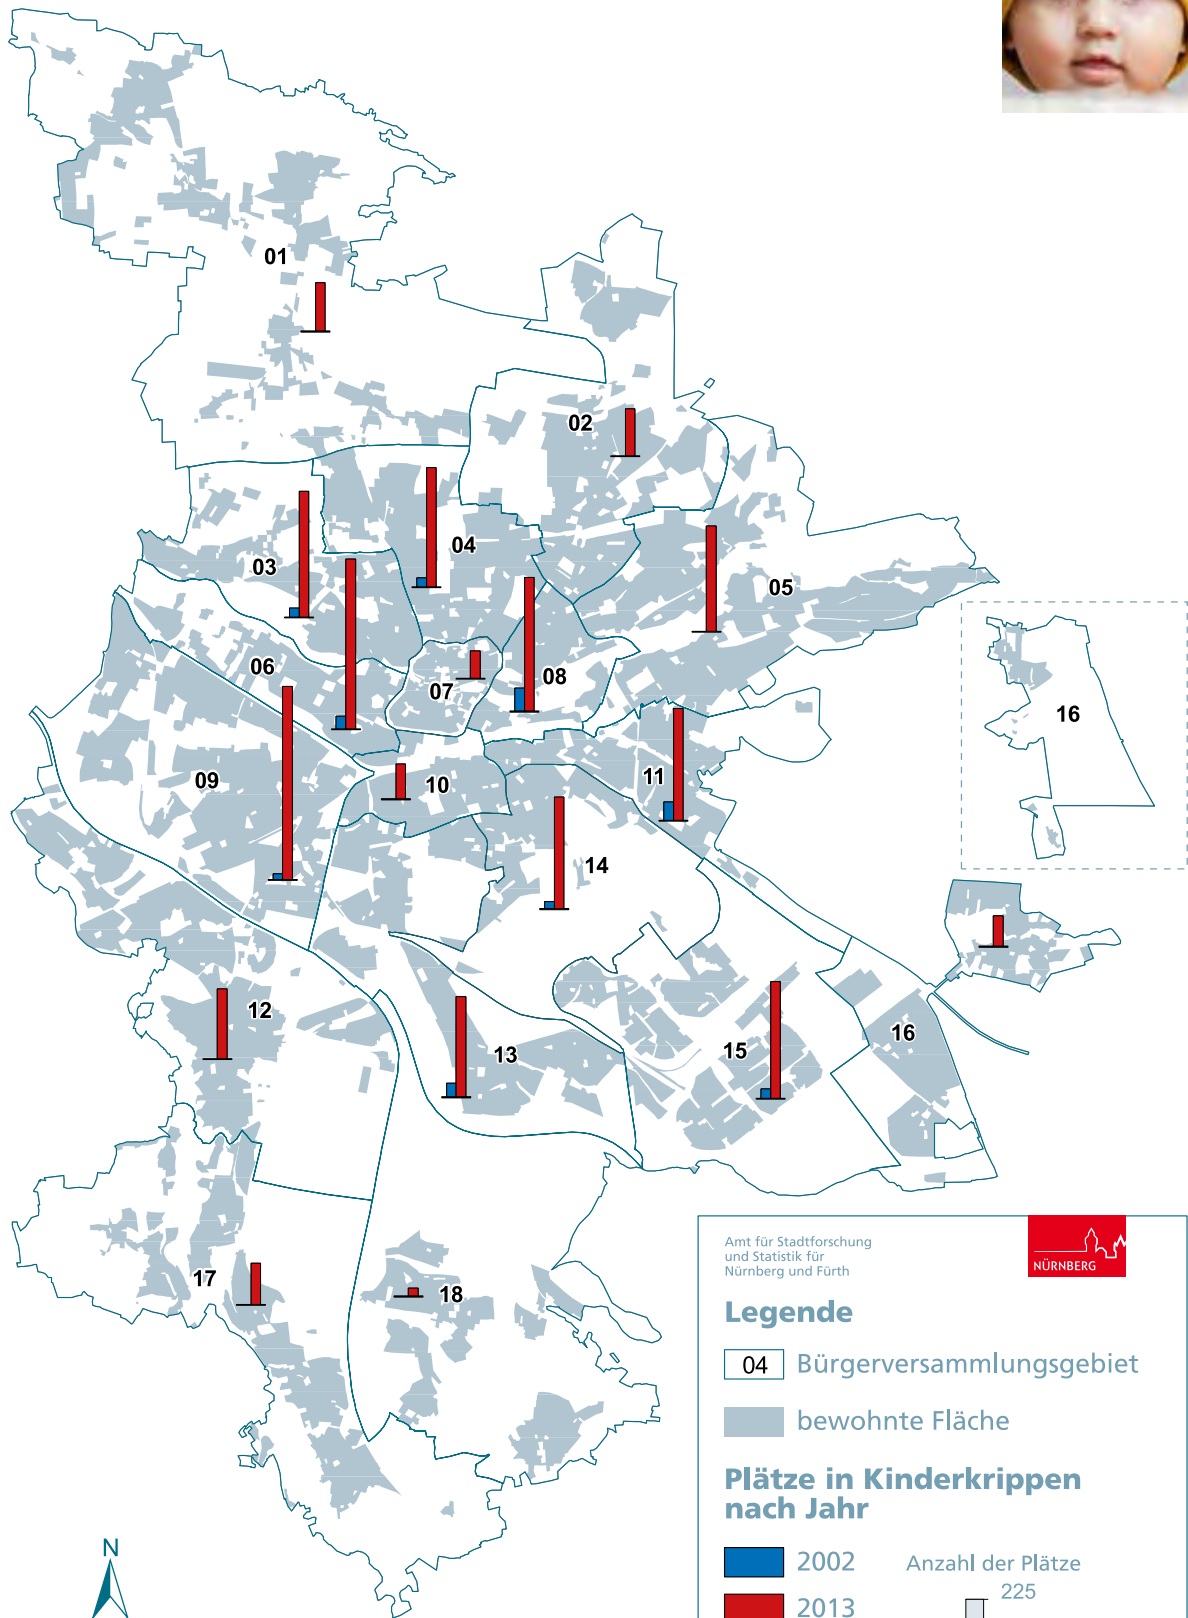 01
02
03
04
05
06
07
08
16
09
10
11
14
12
13
15
16
17
18
N
Amt für Stadtforschung
und Statistik für
Nürnberg und Fürth
NÜRNBERG
Legende
04 Bürgerversammlungsgebiet
bewohnte Fläche
Plätze in Kinderkrippen
nach Jahr
2002
Anzahl der Plätze
225
2013